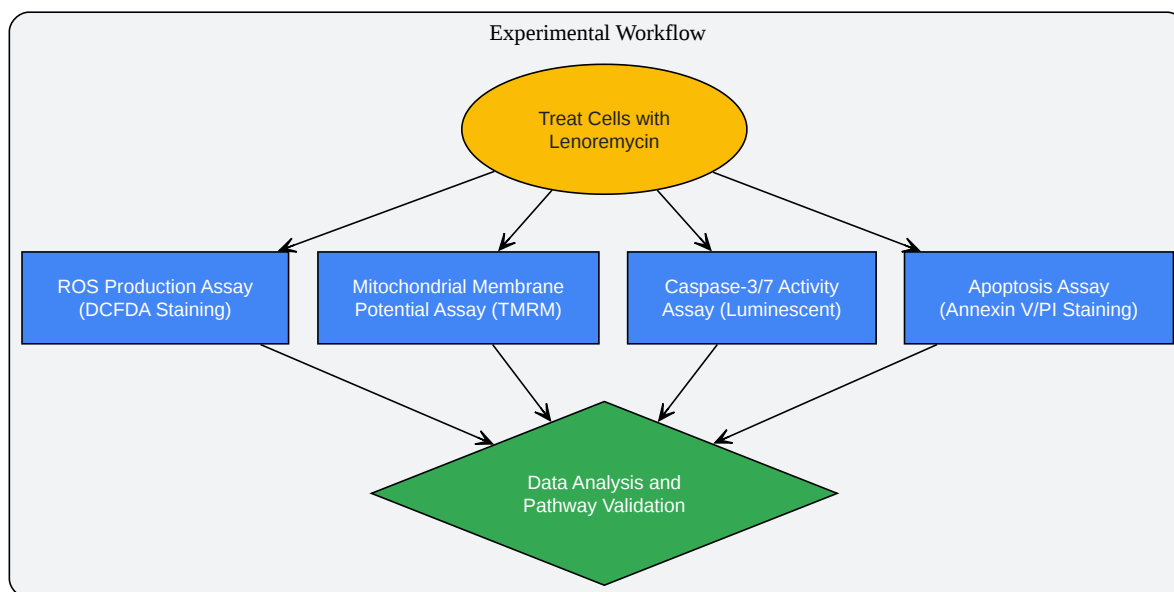 Experimental Workflow
Treat Cells with
Lenoremycin
ROS Production Assay
(DCFDA Staining)
Mitochondrial Membrane
Potential Assay (TMRM)
Caspase-3/7 Activity
Assay (Luminescent)
Apoptosis Assay
(Annexin V/PI Staining)
Data Analysis and
Pathway Validation